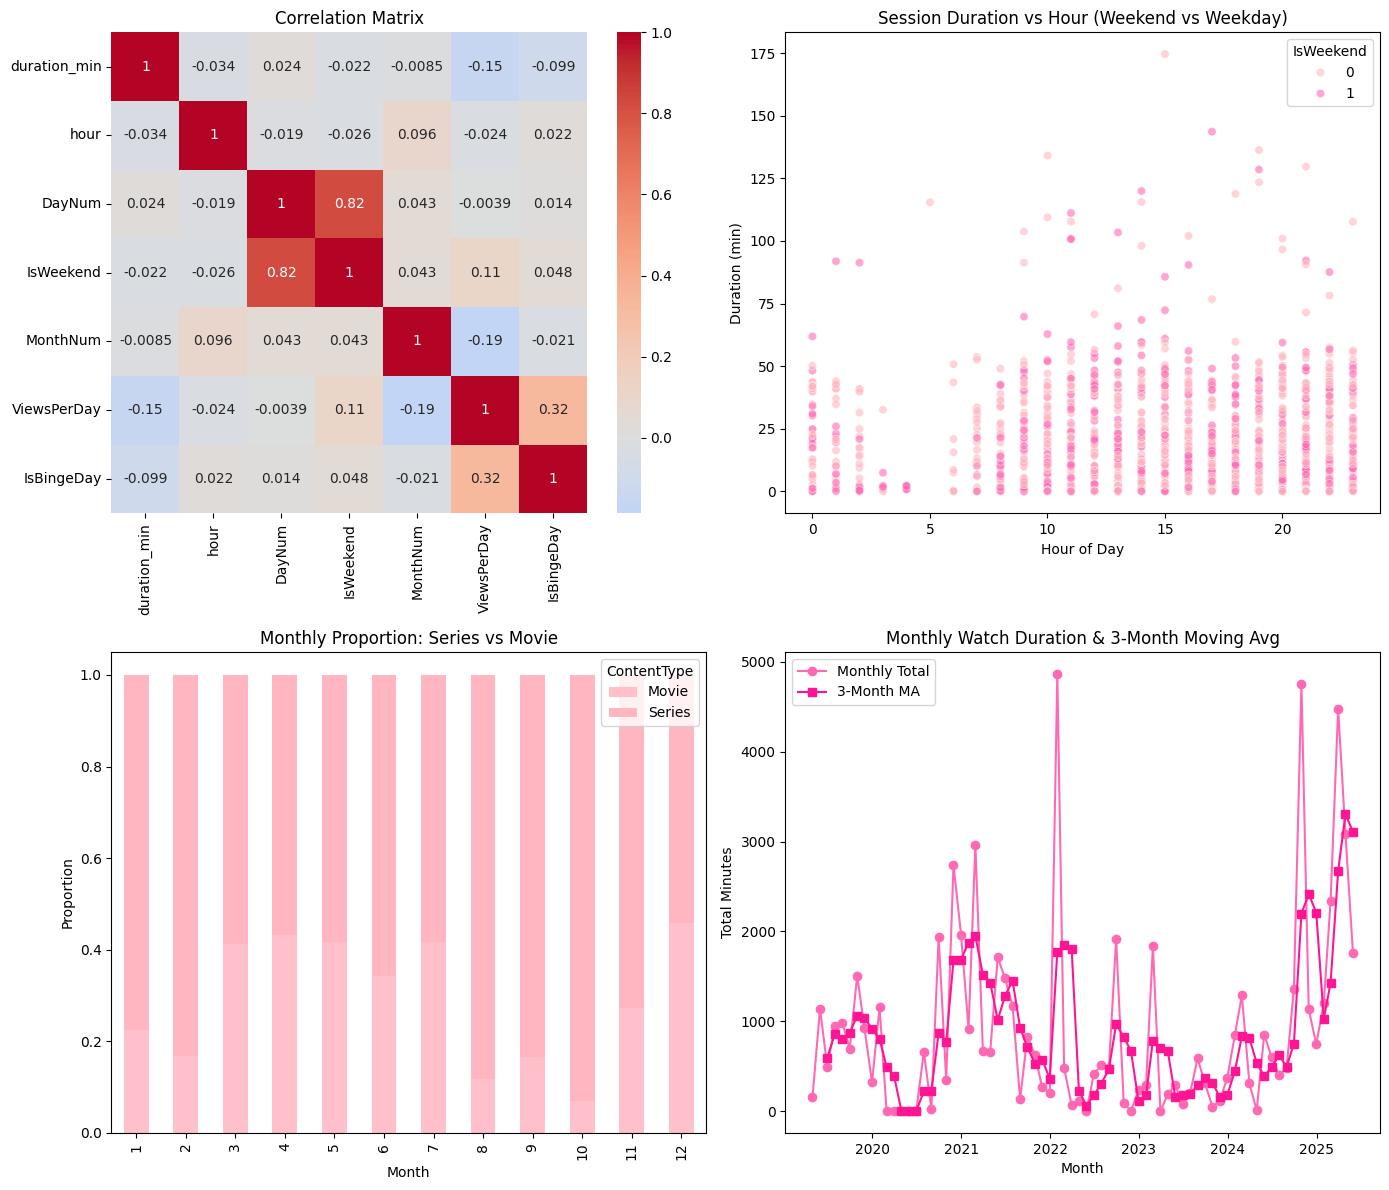 Correlation Matrix
duration_min 1 -0.034 0.024 -0.022 -0.0085 -0.15 -0.099
hour -0.034 1 -0.019 -0.026 0.096 -0.024 0.022
DayNum 0.024 -0.019 1 0.82 0.043 -0.0039 0.014
IsWeekend -0.022 -0.026 0.82 1 0.043 0.11 0.048
MonthNum -0.0085 0.096 0.043 0.043 1 -0.19 -0.021
ViewsPerDay -0.15 -0.024 -0.0039 0.11 -0.19 1 0.32
IsBingeDay -0.099 0.022 0.014 0.048 -0.021 0.32 1
duration_min hour DayNum IsWeekend MonthNum ViewsPerDay IsBingeDay
1.0
0.8
0.6
0.4
0.2
0.0
Session Duration vs Hour (Weekend vs Weekday)
IsWeekend
0
1
175
150
125
100
75
50
25
0
Duration (min)
0 5 10 15 20
Hour of Day
Monthly Proportion: Series vs Movie
ContentType
Movie
Series
1.0
0.8
0.6
0.4
0.2
0.0
Proportion
1 2 3 4 5 6 7 8 9 10 11 12
Month
Monthly Watch Duration & 3-Month Moving Avg
Monthly Total
3-Month MA
5000
4000
3000
2000
1000
0
Total Minutes
2020 2021 2022 2023 2024 2025
Month